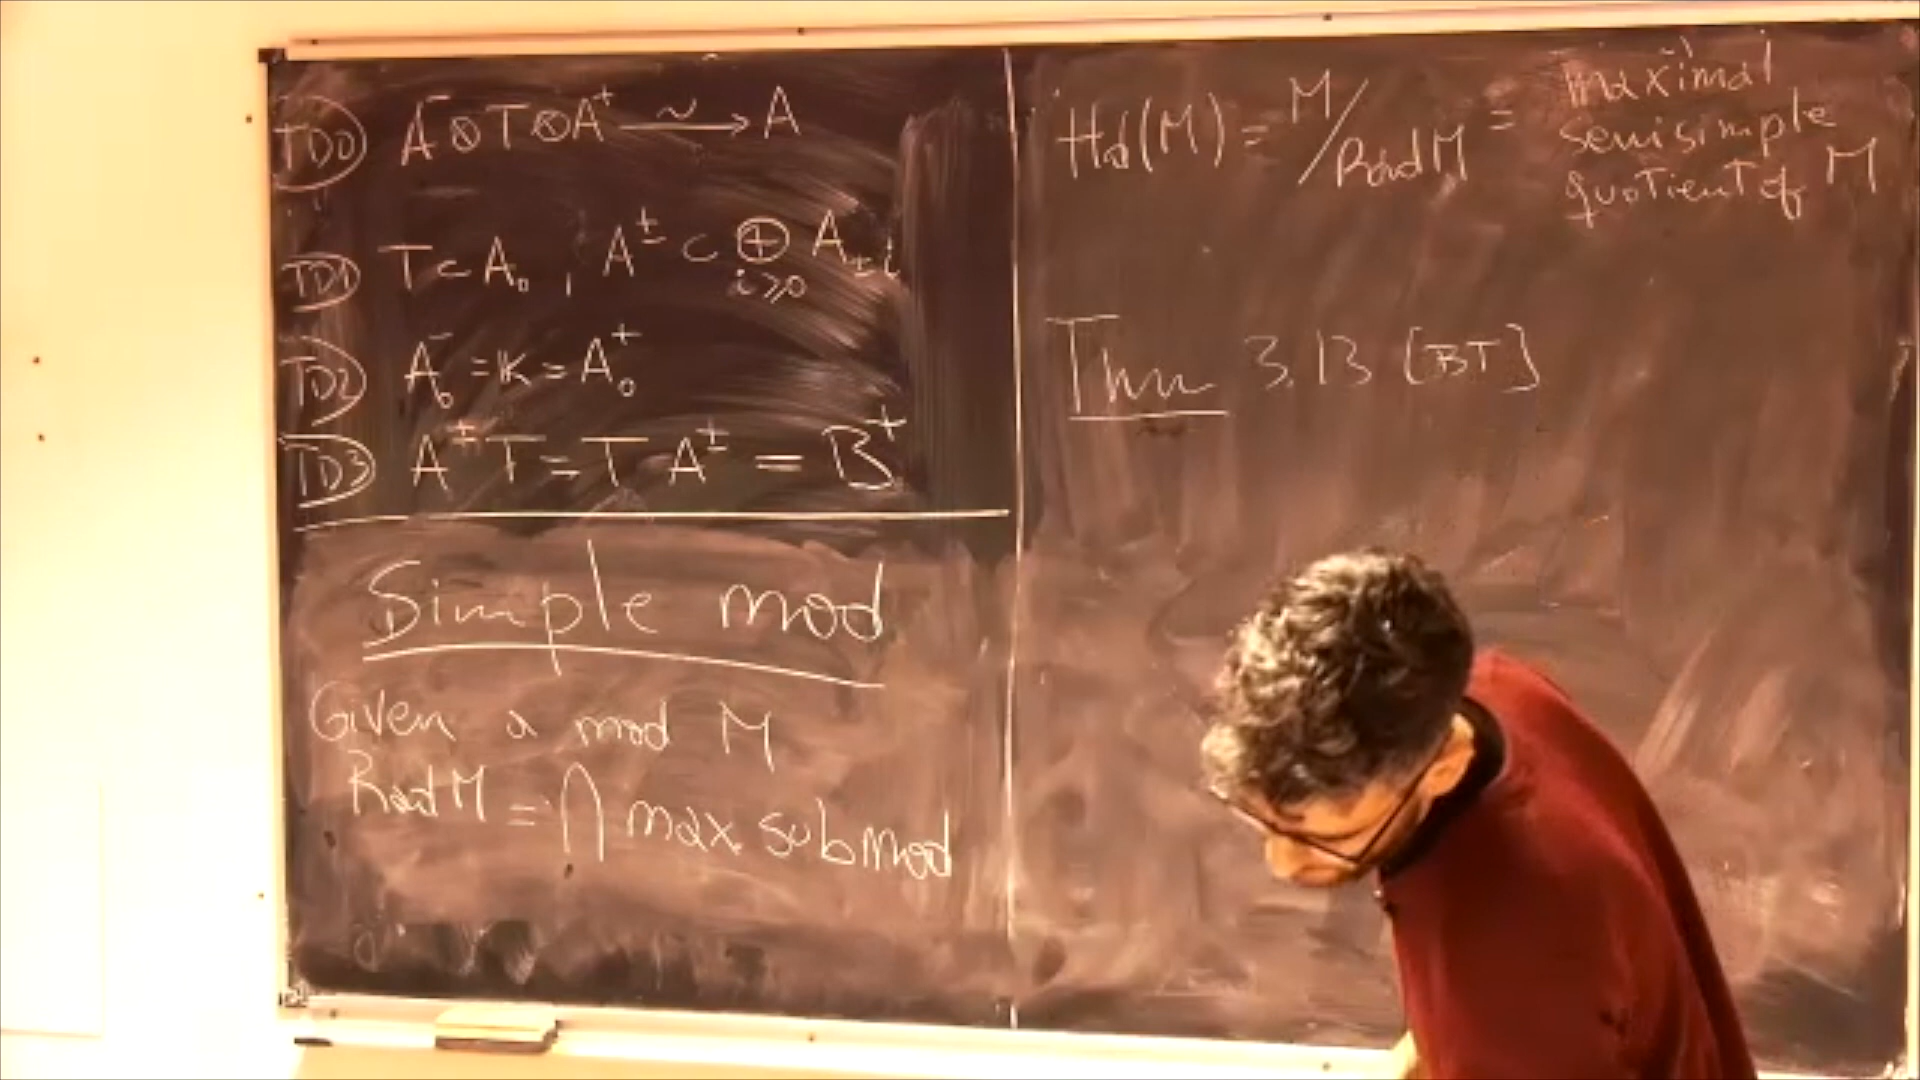 TD0 A⁻ ⊗ T ⊗ A⁺ ~→ A
TD1 T ⊂ A₀, A^± ⊂ ⊕_{i≥0} A_{±i}
TD2 A₀⁻ = K = A₀⁺
TD3 A^± T = T A^± = B^±
Simple mod
Given a mod M
Rad M = ∩ max submod
Hd(M) = M/Rad M = maximal
semisimple
quotient of M
Thm 3.13 [BT]